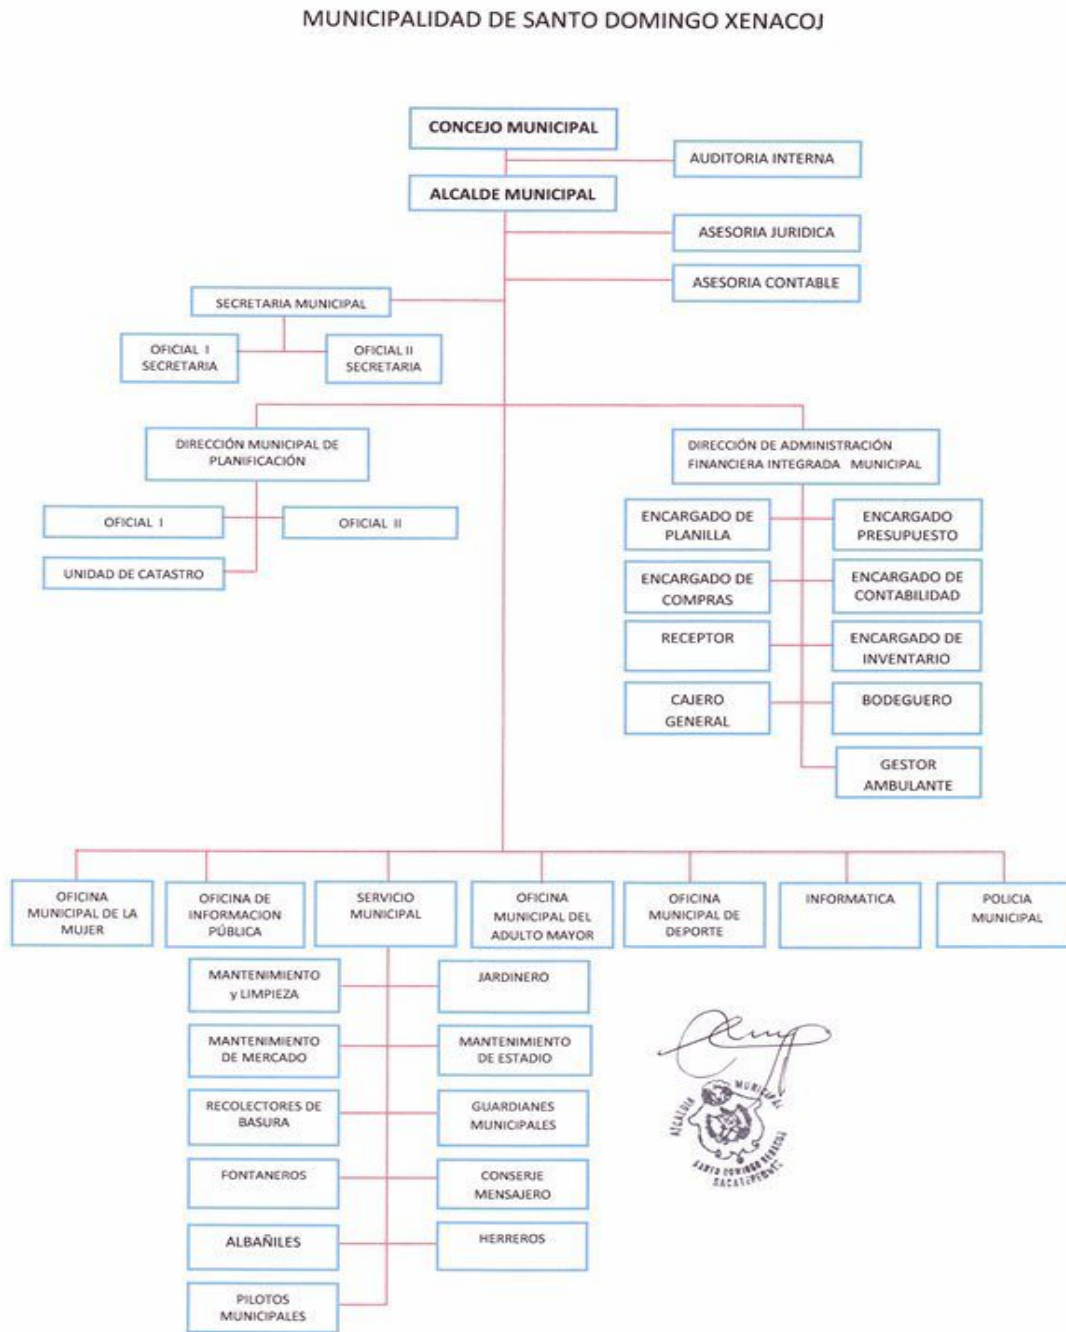 MUNICIPALIDAD DE SANTO DOMINGO XENACOJ
CONCEJO MUNICIPAL
AUDITORIA INTERNA
ALCALDE MUNICIPAL
ASESORIA JURIDICA
ASESORIA CONTABLE
SECRETARIA MUNICIPAL
OFICIAL I
SECRETARIA
OFICIAL II
SECRETARIA
DIRECCIÓN MUNICIPAL DE
PLANIFICACIÓN
DIRECCIÓN DE ADMINISTRACIÓN
FINANCIERA INTEGRADA MUNICIPAL
OFICIAL I
OFICIAL II
UNIDAD DE CATASTRO
ENCARGADO DE
PLANILLA
ENCARGADO
PRESUPUESTO
ENCARGADO DE
COMPRAS
ENCARGADO DE
CONTABILIDAD
RECEPTOR
ENCARGADO DE
INVENTARIO
CAJERO
GENERAL
BODEGUERO
GESTOR
AMBULANTE
OFICINA
MUNICIPAL DE LA
MUJER
OFICINA DE
INFORMACION
PÚBLICA
SERVICIO
MUNICIPAL
OFICINA
MUNICIPAL DEL
ADULTO MAYOR
OFICINA
MUNICIPAL DE
DEPORTE
INFORMATICA
POLICIA
MUNICIPAL
MANTENIMIENTO
y LIMPIEZA
JARDINERO
MANTENIMIENTO
DE MERCADO
MANTENIMIENTO
DE ESTADIO
RECOLECTORES DE
BASURA
GUARDIANES
MUNICIPALES
FONTANEROS
CONSERJE
MENSAJERO
ALBAÑILES
HERREROS
PILOTOS
MUNICIPALES
ALCALDIA MUNICIPAL
SANTO DOMINGO XENACOJ